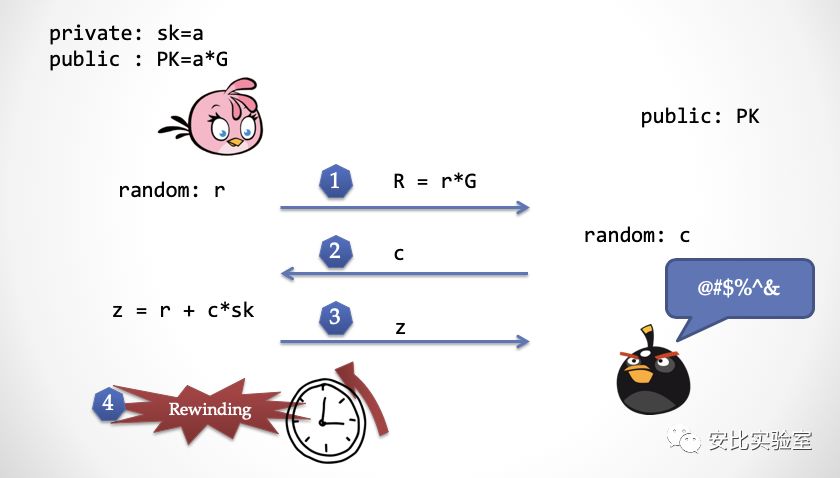 private: sk=a
public : PK=a*G
public: PK
random: r
1
R = r*G
random: c
2
c
@#$%^&
z = r + c*sk
3
z
4
Rewinding
安比实验室